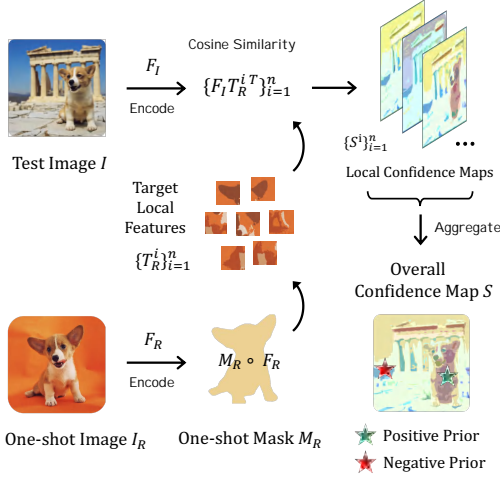 Cosine Similarity
F_I
{F_I T_R^{i T}}_{i=1}^n
Encode
Test Image I
{S^i}_{i=1}^n
...
Local Confidence Maps
Target
Local
Features
{T_R^i}_{i=1}^n
Aggregate
Overall
Confidence Map S
F_R
Encode
M_R ∘ F_R
One-shot Image I_R
One-shot Mask M_R
Positive Prior
Negative Prior